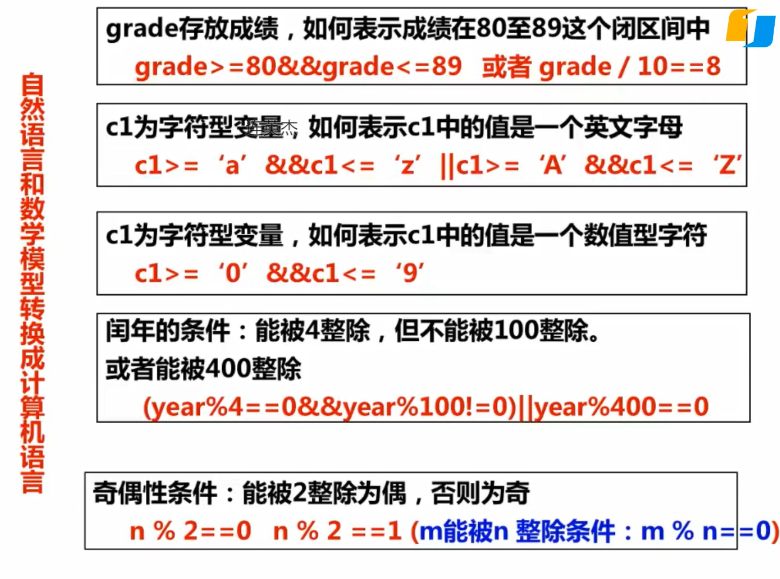 自然语言和数学模型转换成计算机语言
grade存放成绩，如何表示成绩在80至89这个闭区间中
grade>=80&&grade<=89 或者 grade / 10==8
c1为字符型变量，如何表示c1中的值是一个英文字母
c1>=‘a’&&c1<=‘z’||c1>=‘A’&&c1<=‘Z’
c1为字符型变量，如何表示c1中的值是一个数值型字符
c1>=‘0’&&c1<=‘9’
闰年的条件：能被4整除，但不能被100整除。
或者能被400整除
(year%4==0&&year%100!=0)||year%400==0
奇偶性条件：能被2整除为偶，否则为奇
n % 2==0 n % 2 ==1 (m能被n 整除条件：m % n==0)